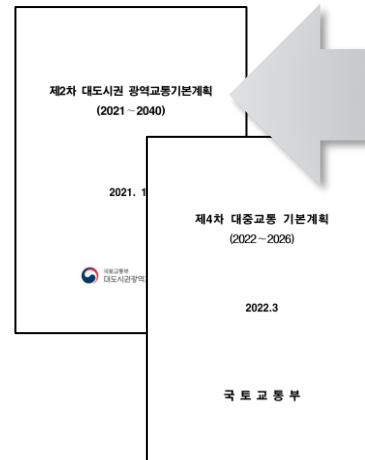 제2차 대도시권 광역교통기본계획
(2021~2040)
2021. 1
국토교통부
대도시권광역
제4차 대중교통 기본계획
(2022~2026)
2022.3
국 토 교 통 부